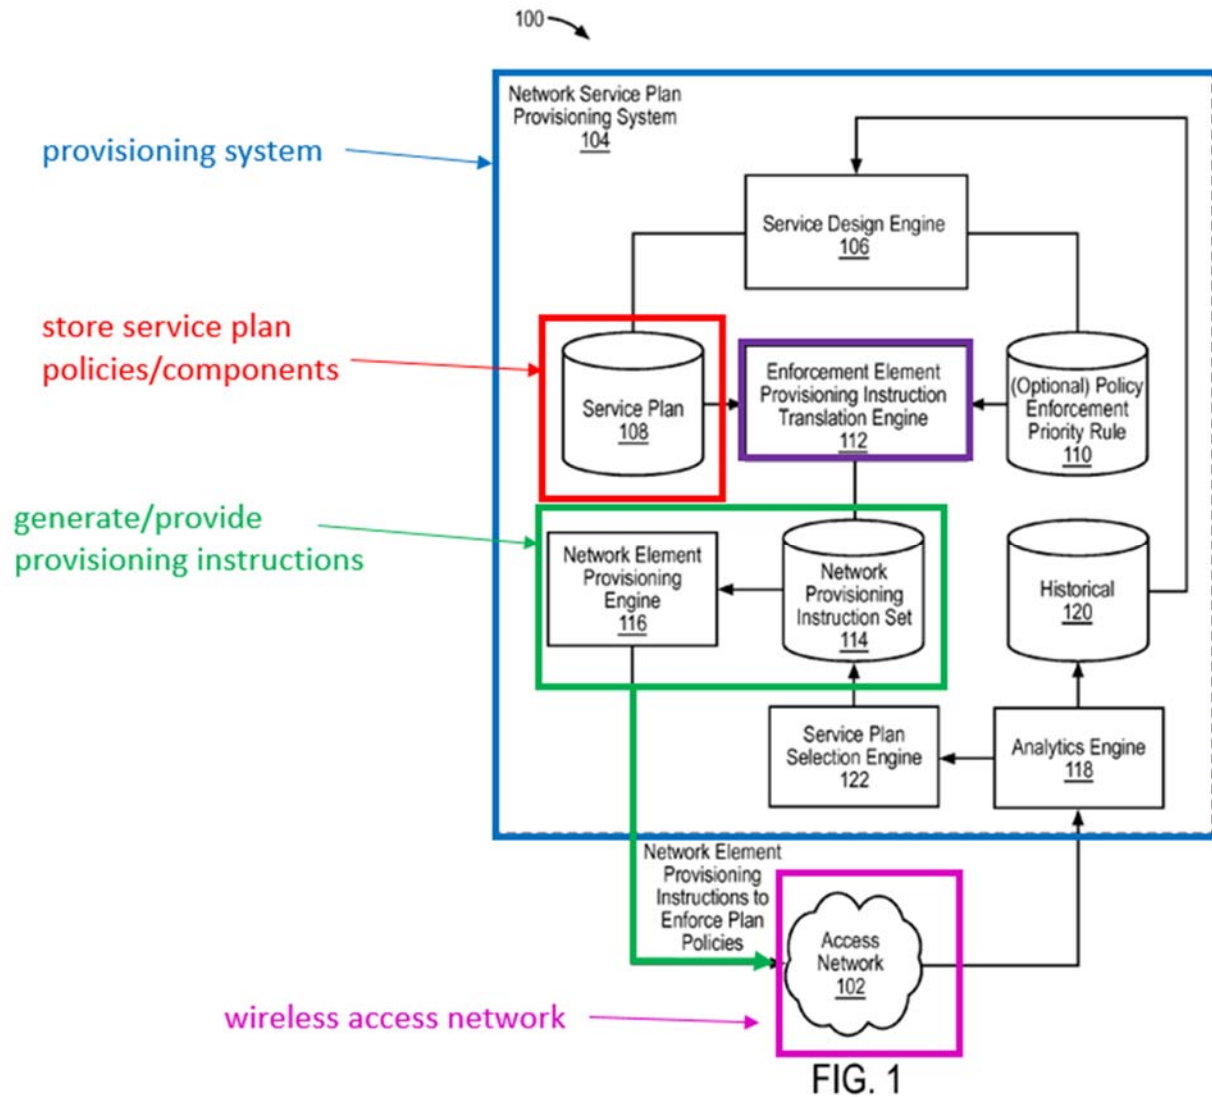 100
Network Service Plan
Provisioning System
104
provisioning system
Service Design Engine
106
store service plan
policies/components
Service Plan
108
Enforcement Element
Provisioning Instruction
Translation Engine
112
(Optional) Policy
Enforcement
Priority Rule
110
generate/provide
provisioning instructions
Network Element
Provisioning
Engine
116
Network
Provisioning
Instruction Set
114
Historical
120
Service Plan
Selection Engine
122
Analytics Engine
118
Network Element
Provisioning
Instructions to
Enforce Plan
Policies
Access
Network
102
wireless access network
FIG. 1